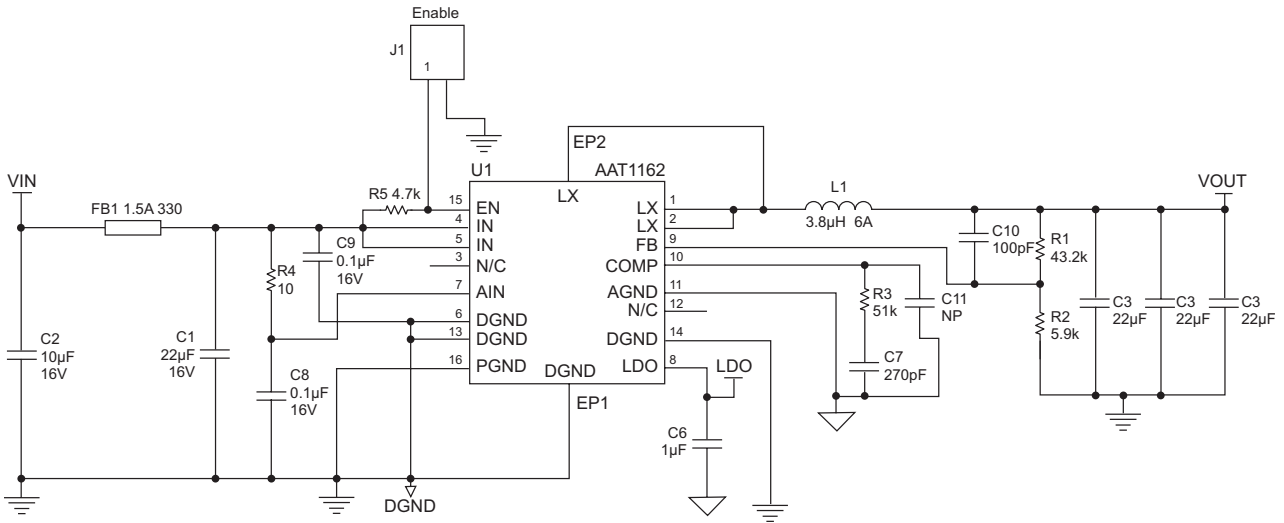 Enable
J1
1
EP2
U1
AAT1162
LX
VIN
FB1 1.5A 330
R5 4.7k
15
EN
4
IN
5
IN
3
N/C
7
AIN
6
DGND
13
DGND
16
PGND
DGND
EP1
LX
1
LX
2
FB
9
COMP
10
AGND
11
N/C
12
DGND
14
LDO
8
LDO
L1
3.8µH 6A
VOUT
C9
0.1µF
16V
R4
10
C2
10µF
16V
C1
22µF
16V
C8
0.1µF
16V
DGND
C6
1µF
R3
51k
C11
NP
C7
270pF
C10
100pF
R1
43.2k
R2
5.9k
C3
22µF
C3
22µF
C3
22µF